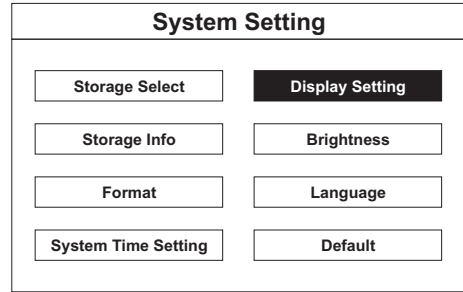 System Setting
Storage Select
Display Setting
Storage Info
Brightness
Format
Language
System Time Setting
Default